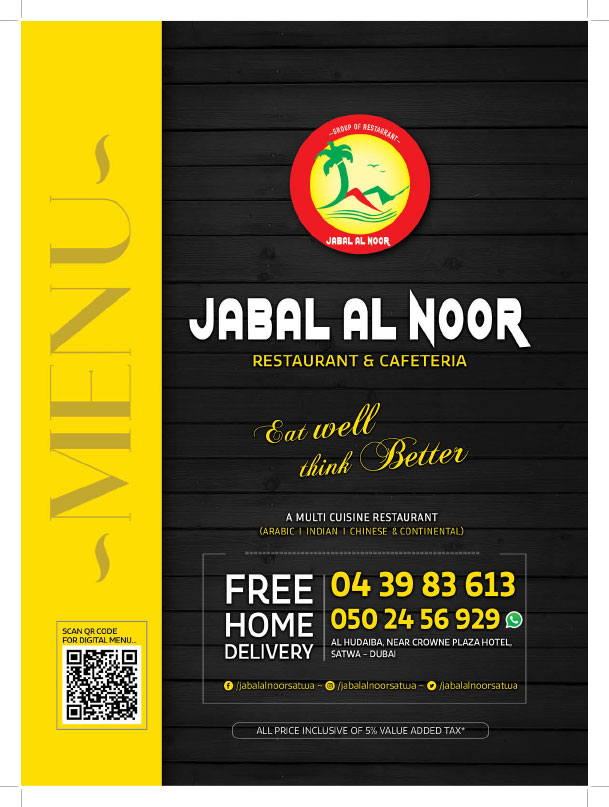 ~MENU~
SCAN QR CODE
FOR DIGITAL MENU...
~GROUP OF RESTAURANT~
JABAL AL NOOR
JABAL AL NOOR
RESTAURANT & CAFETERIA
Eat well
think Better
A MULTI CUISINE RESTAURANT
(ARABIC I INDIAN I CHINESE & CONTINENTAL)
FREE
HOME
DELIVERY
04 39 83 613
050 24 56 929
AL HUDAIBA, NEAR CROWNE PLAZA HOTEL,
SATWA - DUBAI
/jabalalnoorsatwa ~ /jabalalnoorsatwa ~ /jabalalnoorsatwa
ALL PRICE INCLUSIVE OF 5% VALUE ADDED TAX*